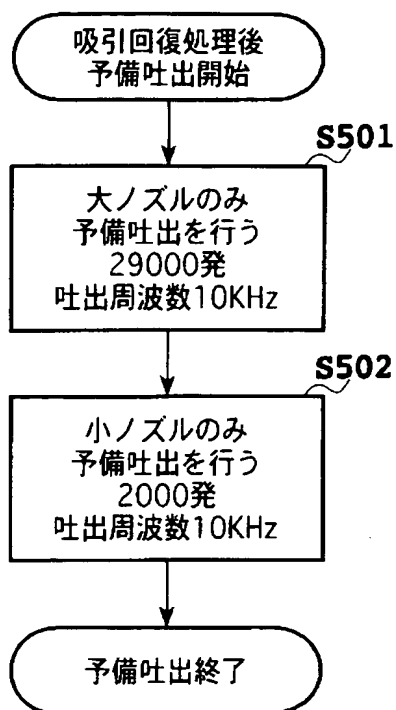 吸引回復処理後
予備吐出開始
S501
大ノズルのみ
予備吐出を行う
29000発
吐出周波数10KHz
S502
小ノズルのみ
予備吐出を行う
2000発
吐出周波数10KHz
予備吐出終了